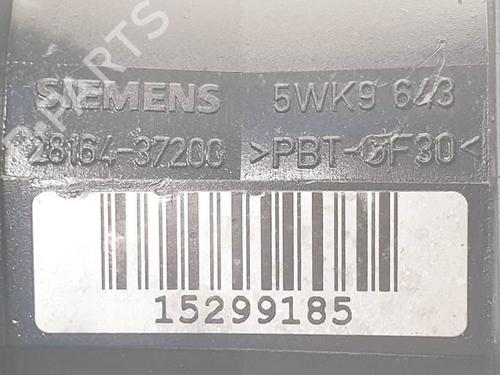 SIEMENS 5WK9 643
28164-37200 >PBT-GF30<
15299185